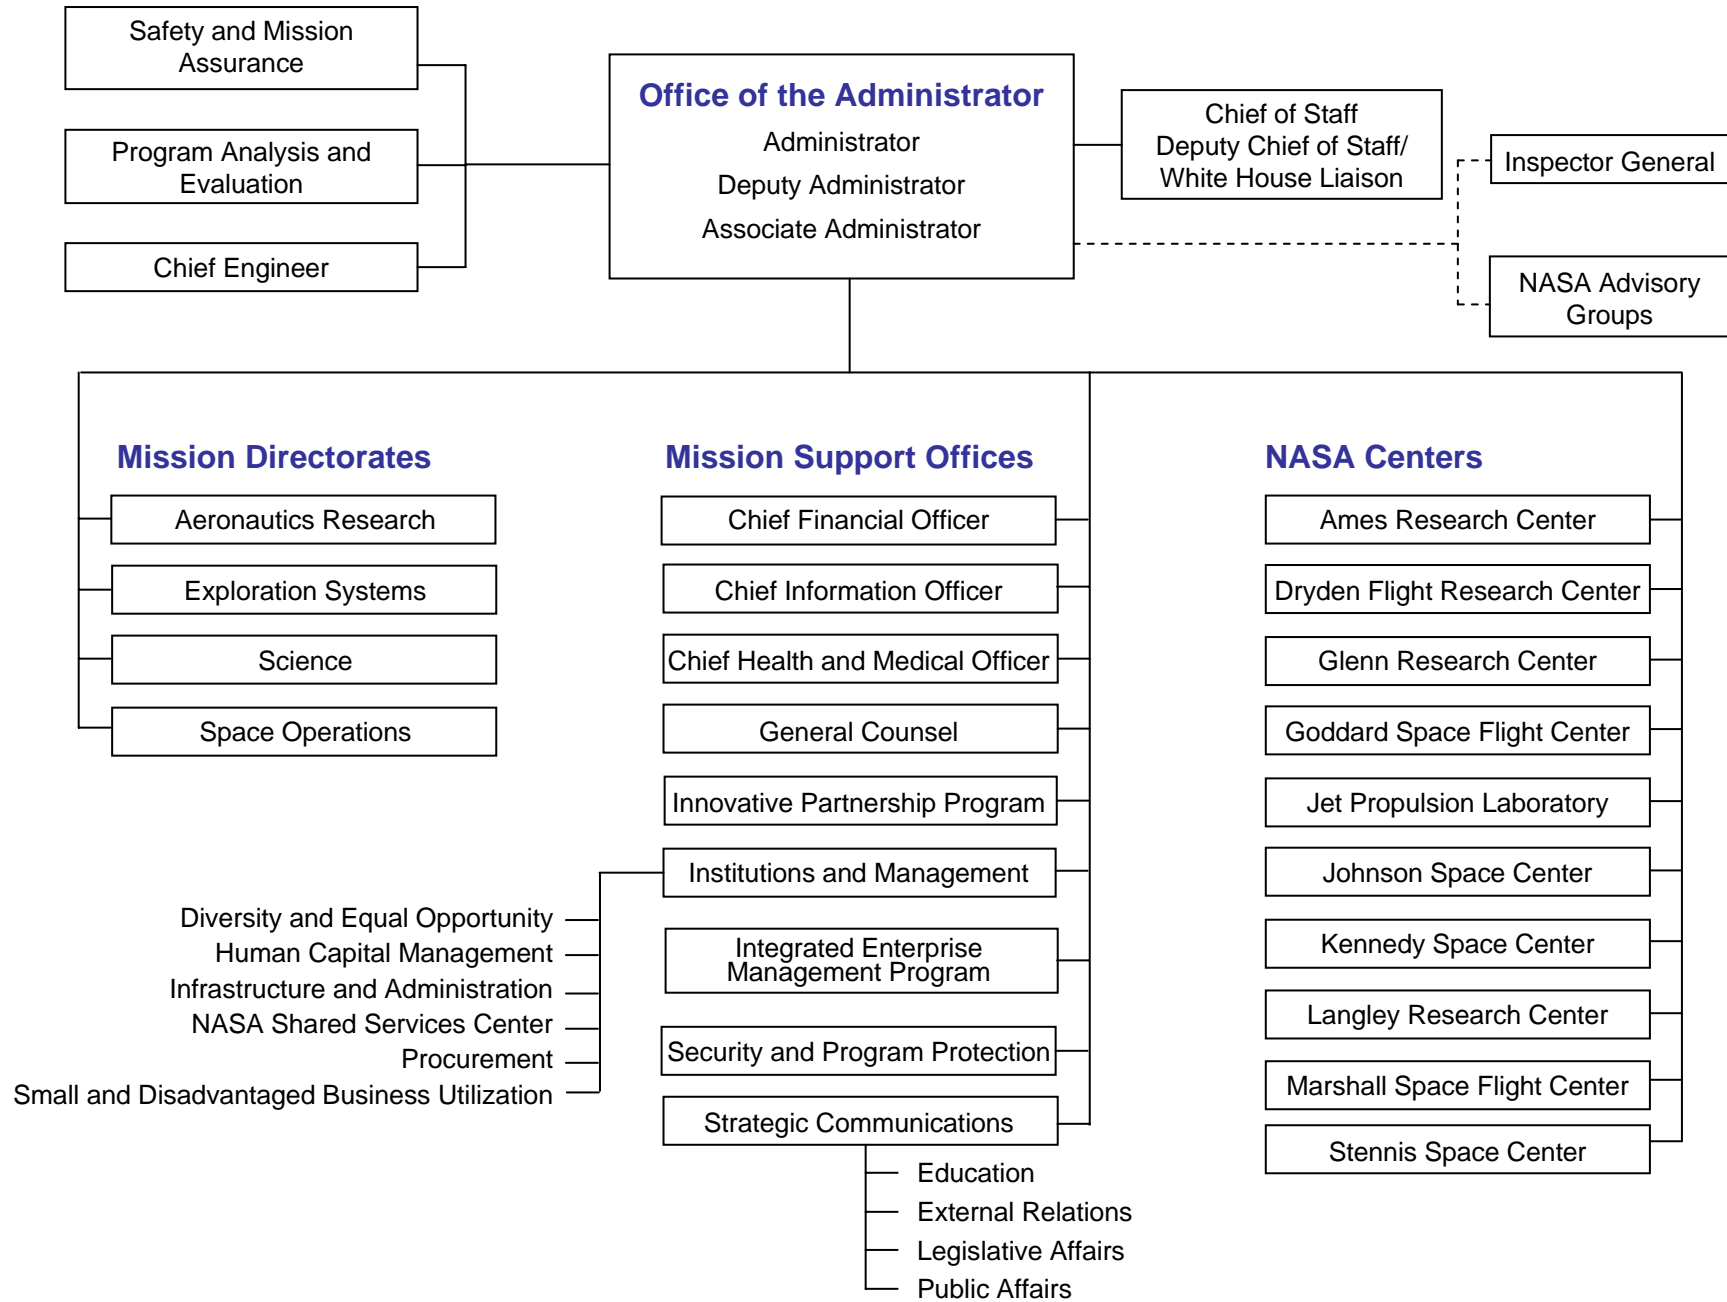 Safety and Mission
Assurance
Program Analysis and
Evaluation
Chief Engineer
Office of the Administrator
Administrator
Deputy Administrator
Associate Administrator
Chief of Staff
Deputy Chief of Staff/
White House Liaison
Inspector General
NASA Advisory
Groups
Mission Directorates
Aeronautics Research
Exploration Systems
Science
Space Operations
Mission Support Offices
Chief Financial Officer
Chief Information Officer
Chief Health and Medical Officer
General Counsel
Innovative Partnership Program
Institutions and Management
Diversity and Equal Opportunity
Human Capital Management
Infrastructure and Administration
NASA Shared Services Center
Procurement
Small and Disadvantaged Business Utilization
Integrated Enterprise
Management Program
Security and Program Protection
Strategic Communications
Education
External Relations
Legislative Affairs
Public Affairs
NASA Centers
Ames Research Center
Dryden Flight Research Center
Glenn Research Center
Goddard Space Flight Center
Jet Propulsion Laboratory
Johnson Space Center
Kennedy Space Center
Langley Research Center
Marshall Space Flight Center
Stennis Space Center